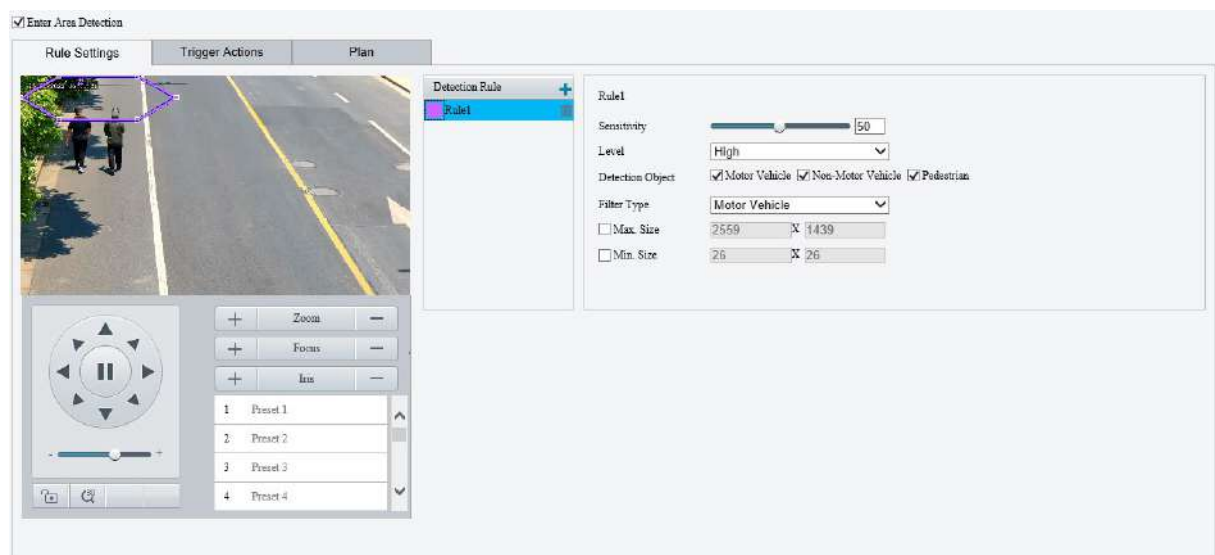 Enter Area Detection
Rule Settings Trigger Actions Plan
Detection Rule
Rule1
Rule1
Sensitivity 50
Level High
Detection Object Motor Vehicle Non-Motor Vehicle Pedestrian
Filter Type Motor Vehicle
Max. Size 2559 X 1439
Min. Size 26 X 26
+ Zoom −
+ Focus −
+ Iris −
1 Preset 1
2 Preset 2
3 Preset 3
4 Preset 4
- +